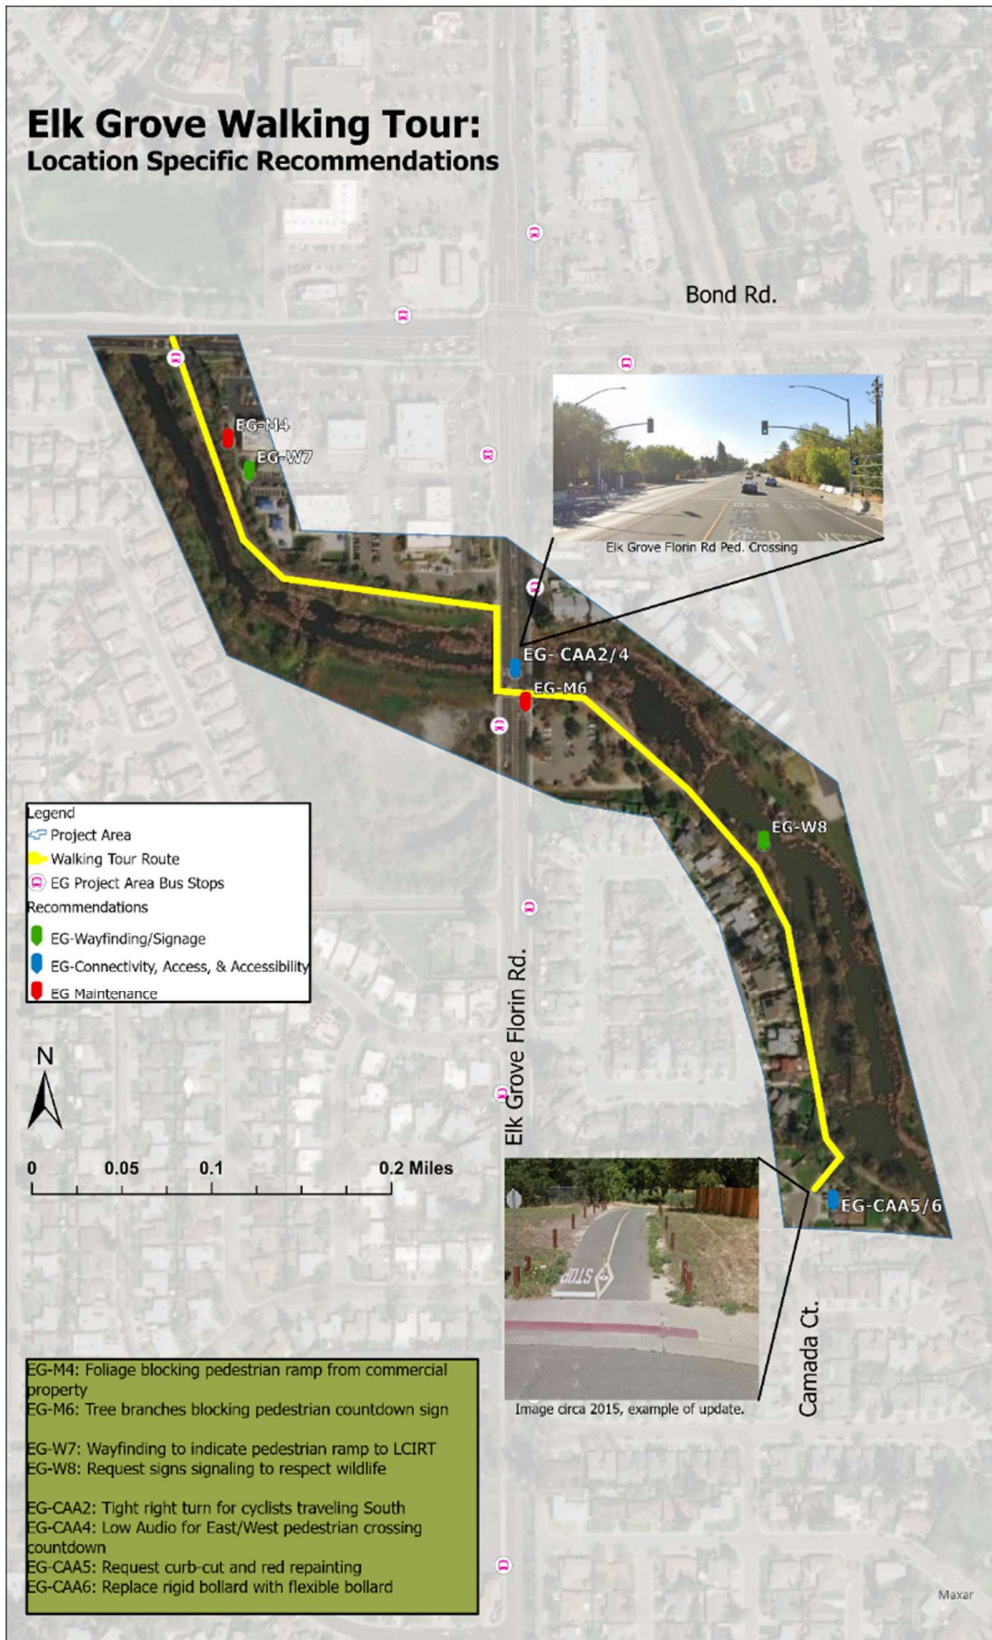 Elk Grove Walking Tour:
Location Specific Recommendations
Bond Rd.
EG-M4
EG-W7
Elk Grove Florin Rd Ped. Crossing
EG- CAA2/4
EG-M6
EG-W8
Legend
Project Area
Walking Tour Route
EG Project Area Bus Stops
Recommendations
EG-Wayfinding/Signage
EG-Connectivity, Access, & Accessibility
EG Maintenance
Elk Grove Florin Rd.
N
0 0.05 0.1 0.2 Miles
EG-CAA5/6
STOP
Camada Ct.
Image circa 2015, example of update.
EG-M4: Foliage blocking pedestrian ramp from commercial
property
EG-M6: Tree branches blocking pedestrian countdown sign
EG-W7: Wayfinding to indicate pedestrian ramp to LCIRT
EG-W8: Request signs signaling to respect wildlife
EG-CAA2: Tight right turn for cyclists traveling South
EG-CAA4: Low Audio for East/West pedestrian crossing
countdown
EG-CAA5: Request curb-cut and red repainting
EG-CAA6: Replace rigid bollard with flexible bollard
Maxar